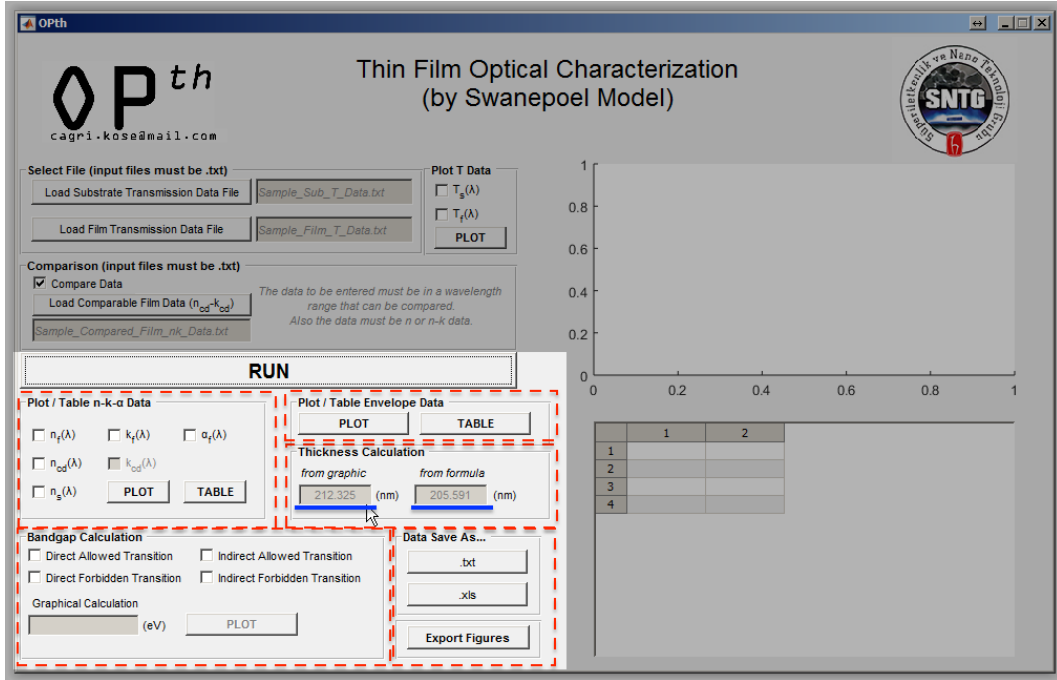 OPth
OPth
cagri.kose@mail.com
Thin Film Optical Characterization
(by Swanepoel Model)
Süperiletkenlik ve Nano Teknoloji Grubu
SNTG
Select File (input files must be .txt)
Load Substrate Transmission Data File
Sample_Sub_T_Data.txt
Load Film Transmission Data File
Sample_Film_T_Data.txt
Plot T Data
Ts(λ)
Tf(λ)
PLOT
Comparison (input files must be .txt)
Compare Data
Load Comparable Film Data (ncd-kcd)
Sample_Compared_Film_nk_Data.txt
The data to be entered must be in a wavelength
range that can be compared.
Also the data must be n or n-k data.
RUN
Plot / Table n-k-α Data
nf(λ) kf(λ) αf(λ)
ncd(λ) kcd(λ)
ns(λ) PLOT TABLE
Plot / Table Envelope Data
PLOT TABLE
Thickness Calculation
from graphic from formula
212.325 (nm) 205.591 (nm)
Bandgap Calculation
Direct Allowed Transition Indirect Allowed Transition
Direct Forbidden Transition Indirect Forbidden Transition
Graphical Calculation
(eV) PLOT
Data Save As...
.txt
.xls
Export Figures
1
0.8
0.6
0.4
0.2
0
0 0.2 0.4 0.6 0.8 1
1 2
1
2
3
4